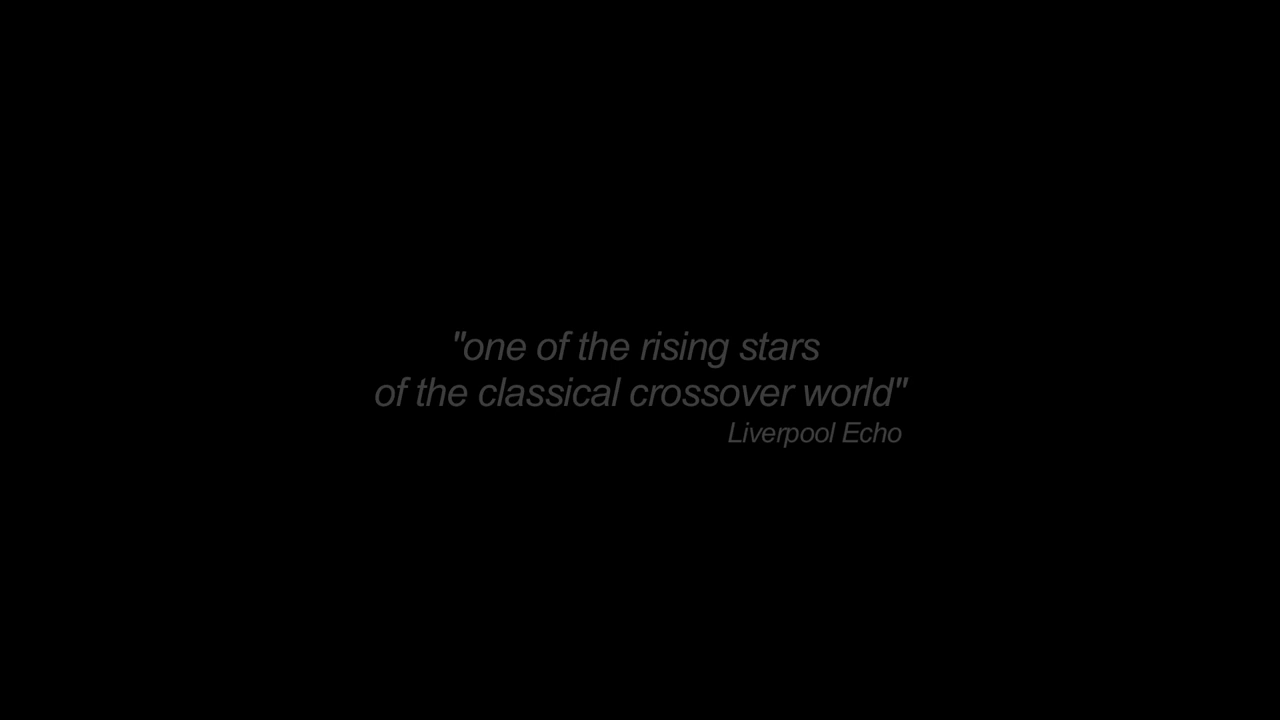 "one of the rising stars
of the classical crossover world"
Liverpool Echo